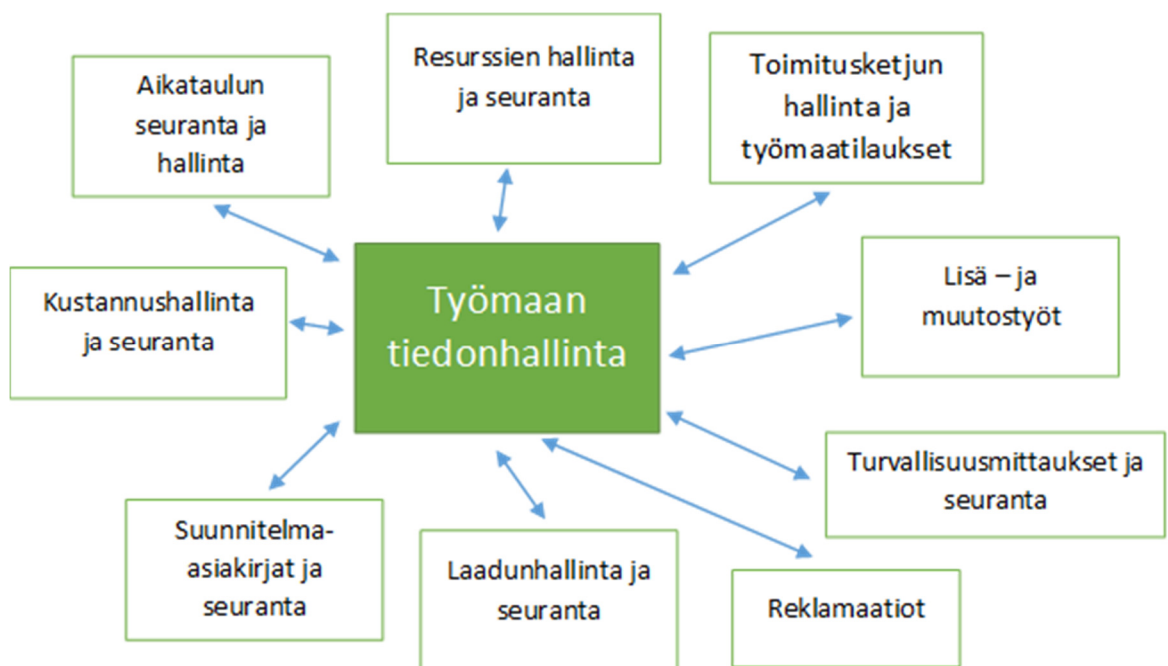 Resurssien hallinta
ja seuranta
Toimitusketjun
hallinta ja
työmaatilaukset
Aikataulun
seuranta ja
hallinta
Työmaan
tiedonhallinta
Lisä – ja
muutostyöt
Kustannushallinta
ja seuranta
Turvallisuusmittaukset ja
seuranta
Suunnitelma-
asiakirjat ja
seuranta
Laadunhallinta ja
seuranta
Reklamaatiot